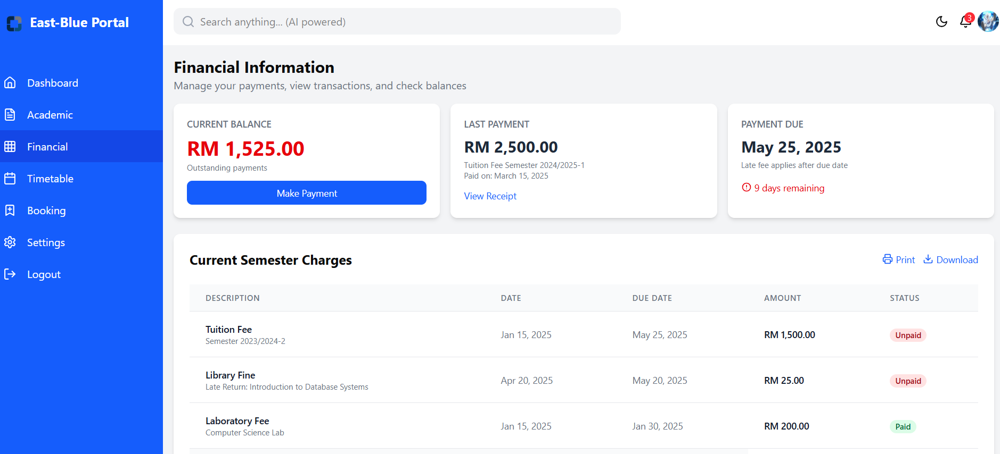 East-Blue Portal
Search anything... (AI powered)
3
Dashboard
Academic
Financial
Timetable
Booking
Settings
Logout
Financial Information
Manage your payments, view transactions, and check balances
CURRENT BALANCE
RM 1,525.00
Outstanding payments
Make Payment
LAST PAYMENT
RM 2,500.00
Tuition Fee Semester 2024/2025-1
Paid on: March 15, 2025
View Receipt
PAYMENT DUE
May 25, 2025
Late fee applies after due date
9 days remaining
Current Semester Charges
Print Download
DESCRIPTION DATE DUE DATE AMOUNT STATUS
Tuition Fee
Semester 2023/2024-2
Jan 15, 2025 May 25, 2025 RM 1,500.00 Unpaid
Library Fine
Late Return: Introduction to Database Systems
Apr 20, 2025 May 20, 2025 RM 25.00 Unpaid
Laboratory Fee
Computer Science Lab
Jan 15, 2025 Jan 30, 2025 RM 200.00 Paid